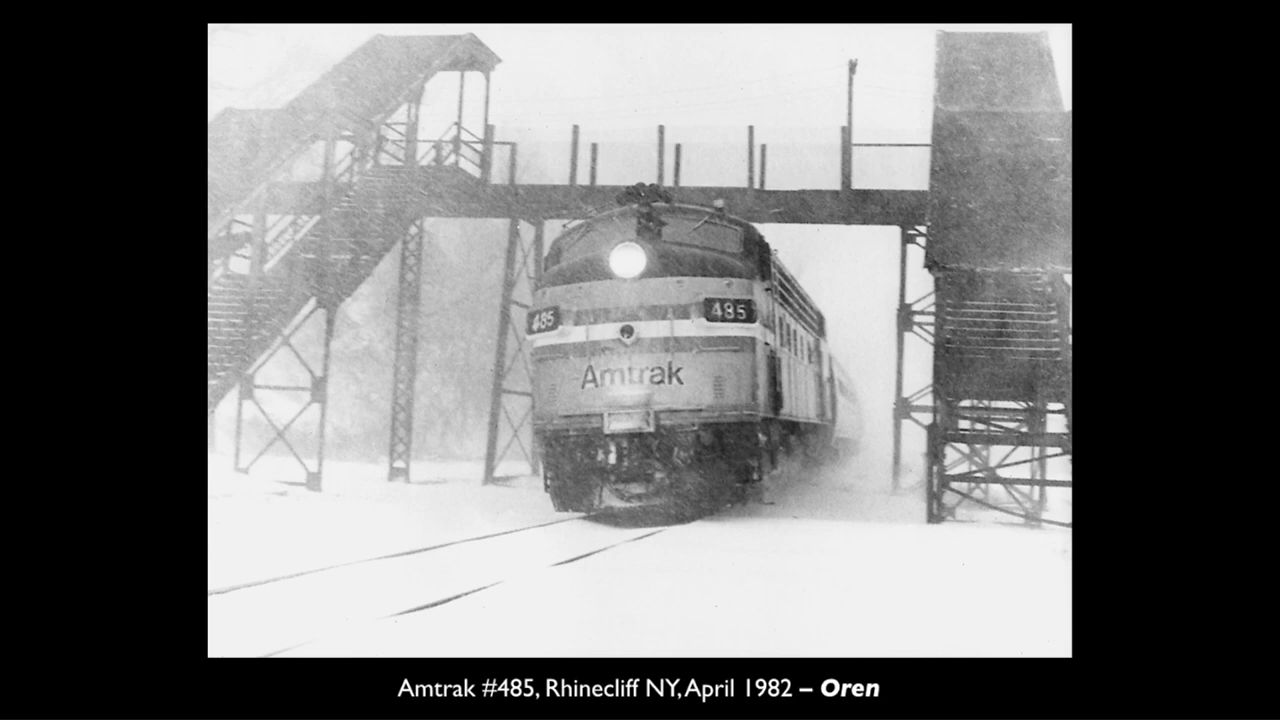 485
485
Amtrak
Amtrak #485, Rhinecliff NY, April 1982 – Oren